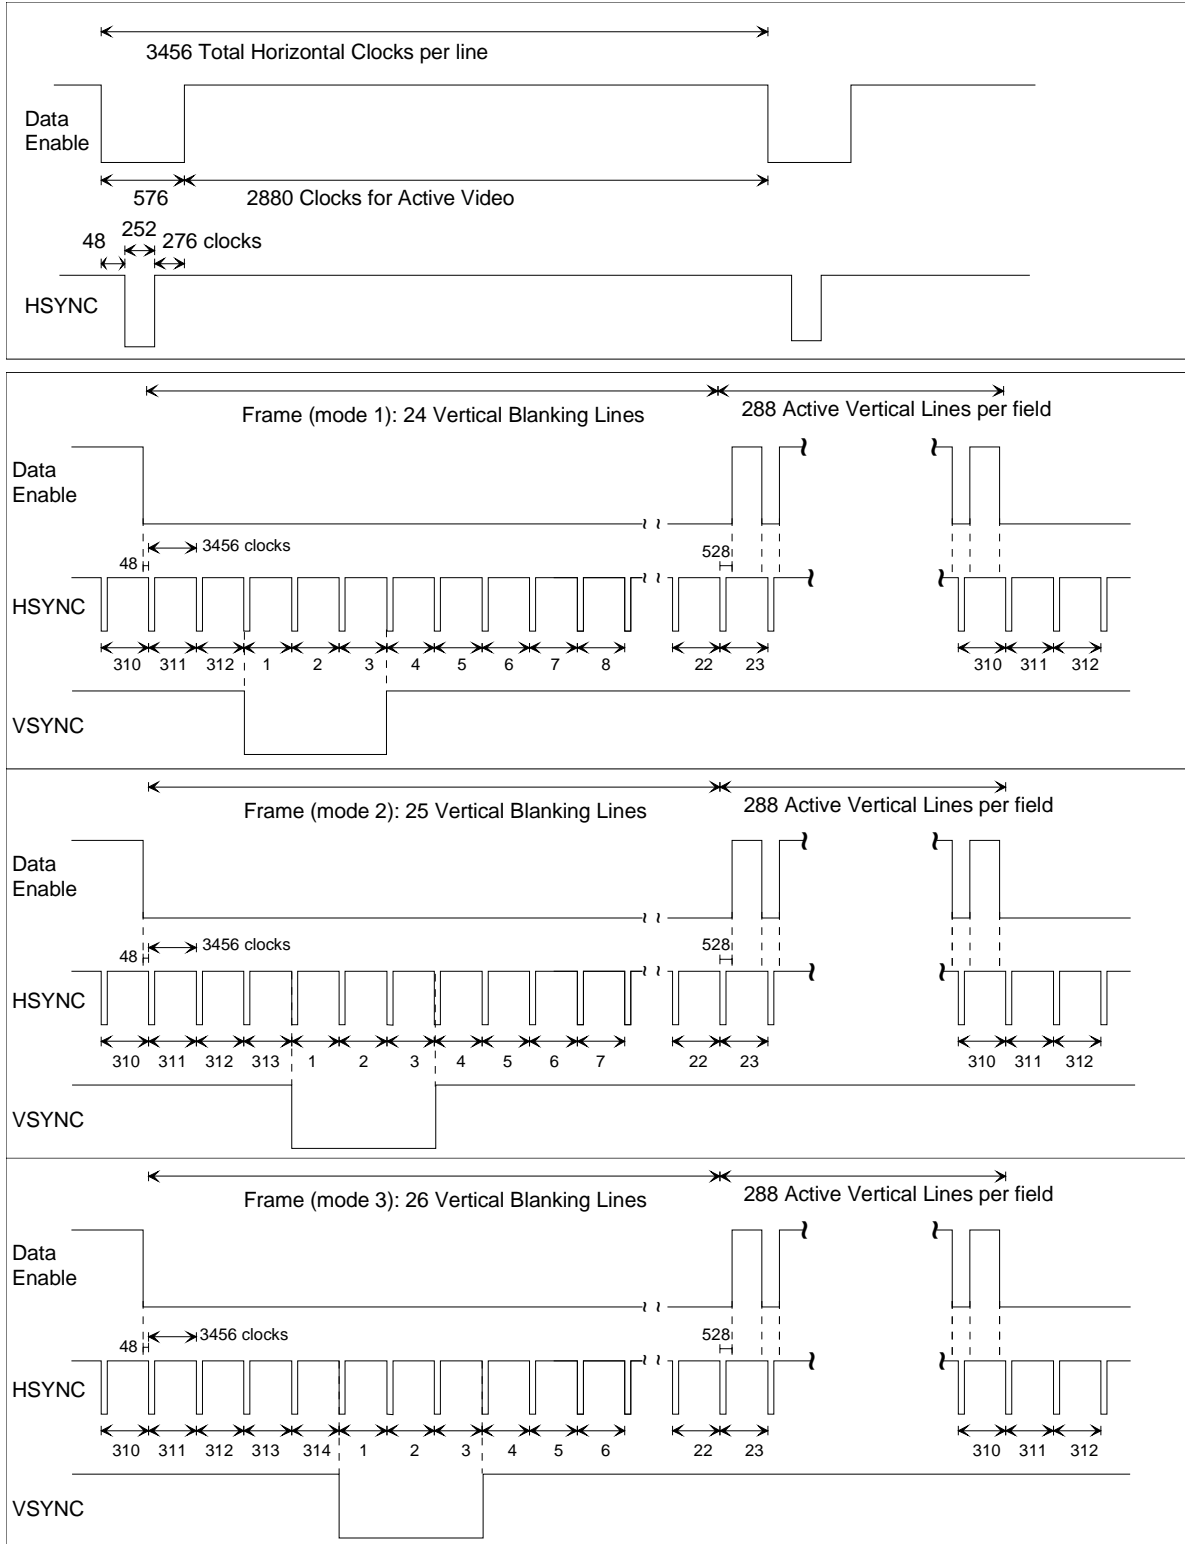 3456 Total Horizontal Clocks per line
Data
Enable
576
2880 Clocks for Active Video
252
48
276 clocks
HSYNC
Frame (mode 1): 24 Vertical Blanking Lines
288 Active Vertical Lines per field
Data
Enable
3456 clocks
48
528
HSYNC
310 311 312 1 2 3 4 5 6 7 8 22 23 310 311 312
VSYNC
Frame (mode 2): 25 Vertical Blanking Lines
288 Active Vertical Lines per field
Data
Enable
3456 clocks
48
528
HSYNC
310 311 312 313 1 2 3 4 5 6 7 22 23 310 311 312
VSYNC
Frame (mode 3): 26 Vertical Blanking Lines
288 Active Vertical Lines per field
Data
Enable
3456 clocks
48
528
HSYNC
310 311 312 313 314 1 2 3 4 5 6 22 23 310 311 312
VSYNC